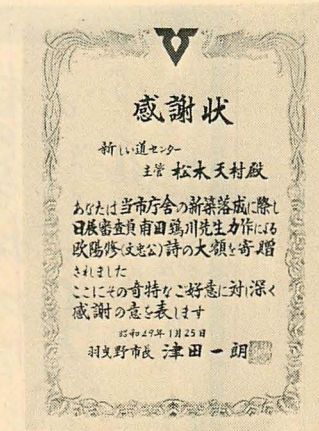 感謝状
新しい道センター
主管 松木天村殿
あなたは当市庁舎の新築落成に際し
日展審査員南田鶏川先生力作による
欧陽修(文忠公)詩の大額を寄贈
されました
ここにその奇特なご好意に対し深く
感謝の意を表します
昭和49年1月25日
羽曳野市長 津田一朗